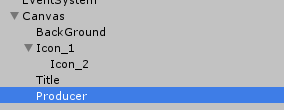 EventSystem
Canvas
BackGround
Icon_1
Icon_2
Title
Producer